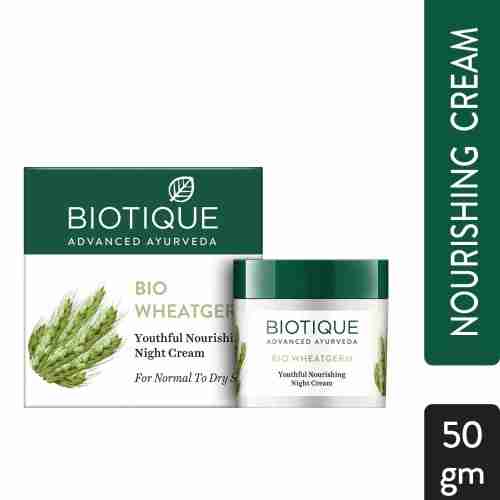 BIOTIQUE
ADVANCED AYURVEDA
BIO
WHEATGERM
Youthful Nourishi
Night Cream
For Normal To Dry S
BIOTIQUE
ADVANCED AYURVEDA
BIO WHEATGERM
Youthful Nourishing
Night Cream
NOURISHING CREAM
50
gm